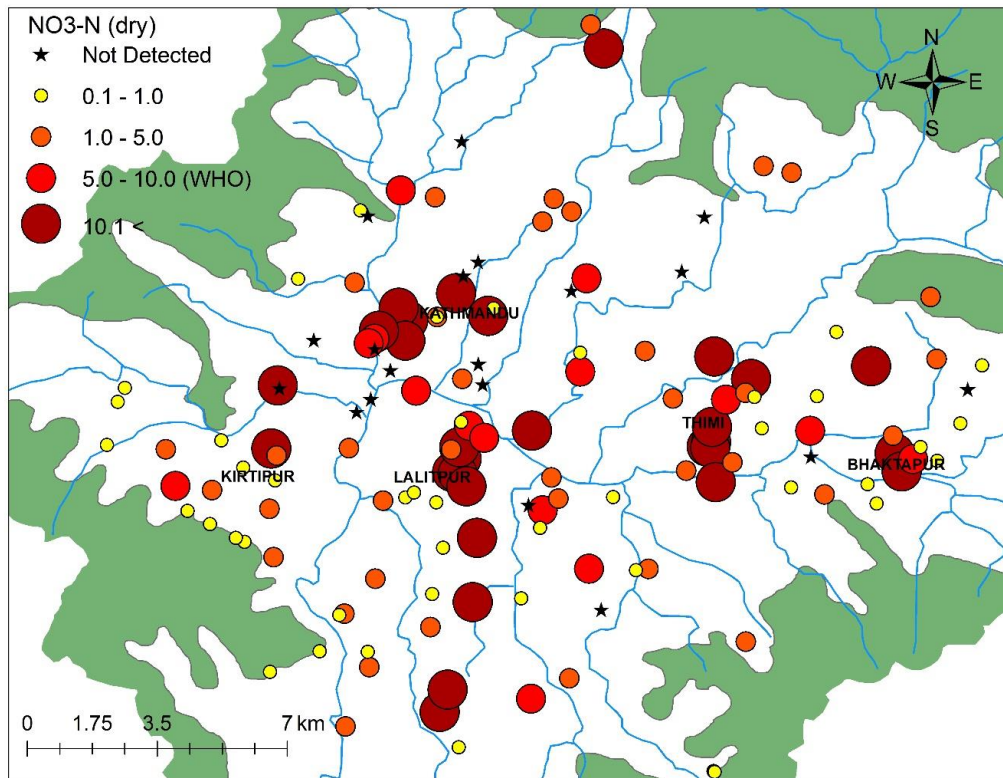 NO3-N (dry)
Not Detected
0.1 - 1.0
1.0 - 5.0
5.0 - 10.0 (WHO)
10.1 <
N
W
E
S
KATHMANDU
THIMI
KIRTIPUR
LALITPUR
BHAKTAPUR
0 1.75 3.5 7 km